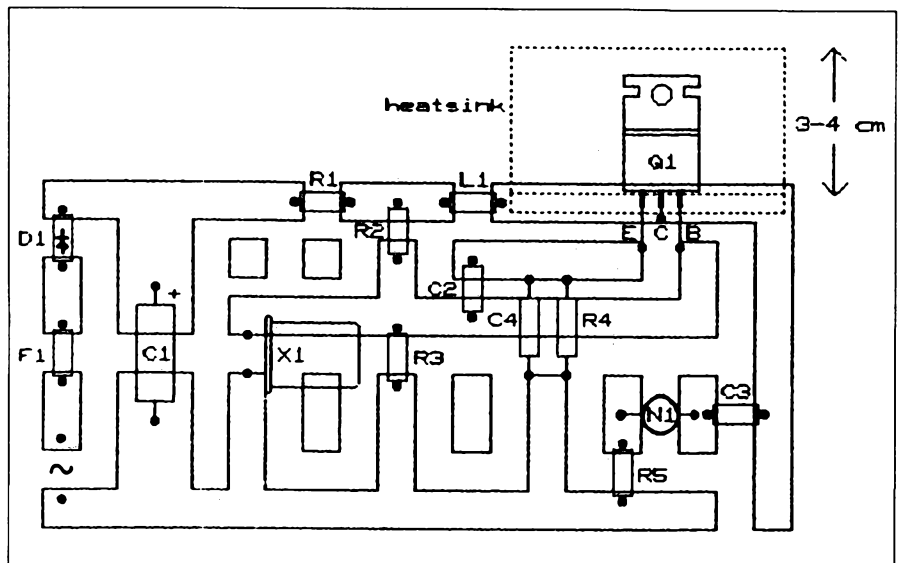 heatsink
3-4 cm
Q1
R1
L1
D1
R2
E C B
C2
C4
R4
+
F1
C1
X1
R3
C3
N1
~
R5